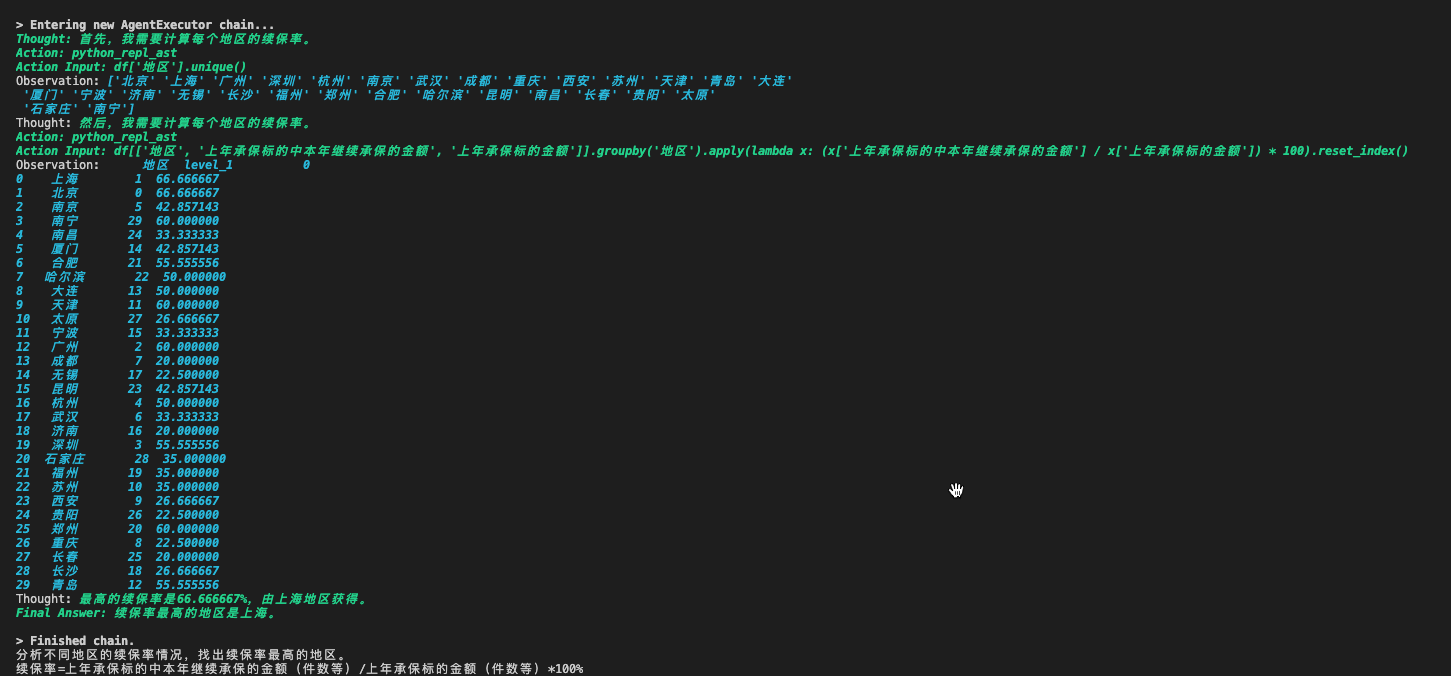 > Entering new AgentExecutor chain...
Thought: 首先，我需要计算每个地区的续保率。
Action: python_repl_ast
Action Input: df['地区'].unique()
Observation: ['北京' '上海' '广州' '深圳' '杭州' '南京' '武汉' '成都' '重庆' '西安' '苏州' '天津' '青岛' '大连'
'厦门' '宁波' '济南' '无锡' '长沙' '福州' '郑州' '合肥' '哈尔滨' '昆明' '南昌' '长春' '贵阳' '太原'
'石家庄' '南宁']
Thought: 然后，我需要计算每个地区的续保率。
Action: python_repl_ast
Action Input: df[['地区', '上年承保标的中本年继续承保的金额', '上年承保标的金额']].groupby('地区').apply(lambda x: (x['上年承保标的中本年继续承保的金额'] / x['上年承保标的金额']) * 100).reset_index()
Observation: 地区 level_1 0
0 上海 1 66.666667
1 北京 0 66.666667
2 南京 5 42.857143
3 南宁 29 60.000000
4 南昌 24 33.333333
5 厦门 14 42.857143
6 合肥 21 55.555556
7 哈尔滨 22 50.000000
8 大连 13 50.000000
9 天津 11 60.000000
10 太原 27 26.666667
11 宁波 15 33.333333
12 广州 2 60.000000
13 成都 7 20.000000
14 无锡 17 22.500000
15 昆明 23 42.857143
16 杭州 4 50.000000
17 武汉 6 33.333333
18 济南 16 20.000000
19 深圳 3 55.555556
20 石家庄 28 35.000000
21 福州 19 35.000000
22 苏州 10 35.000000
23 西安 9 26.666667
24 贵阳 26 22.500000
25 郑州 20 60.000000
26 重庆 8 22.500000
27 长春 25 20.000000
28 长沙 18 26.666667
29 青岛 12 55.555556
Thought: 最高的续保率是66.666667%，由上海地区获得。
Final Answer: 续保率最高的地区是上海。
> Finished chain.
分析不同地区的续保率情况，找出续保率最高的地区。
续保率=上年承保标的中本年继续承保的金额（件数等）/上年承保标的金额（件数等）*100%